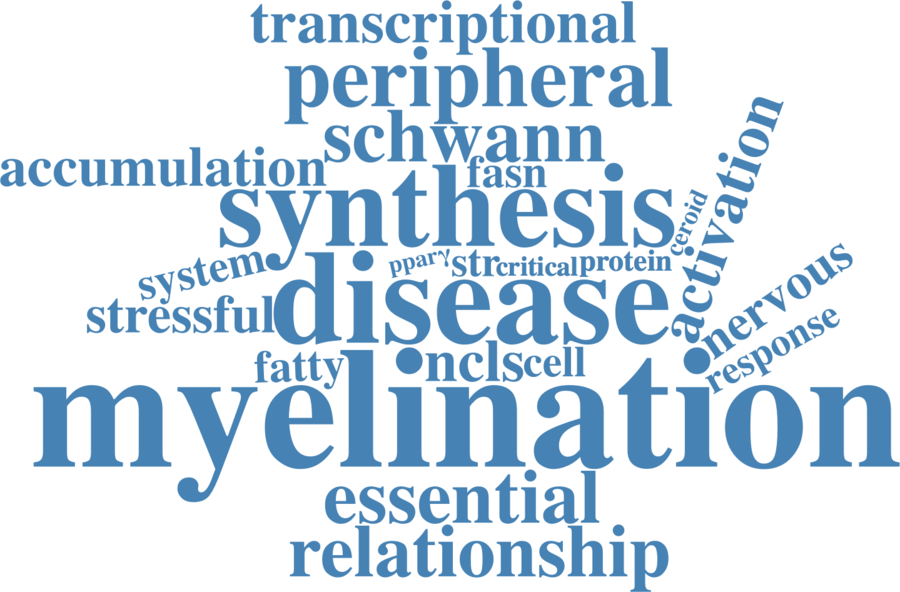 transcriptional
peripheral
schwann
accumulation
fasn
synthesis
ceroid
activation
system
pparγ
str
critical
protein
stressful
disease
nervous
fatty
ncls
cell
response
myelination
essential
relationship